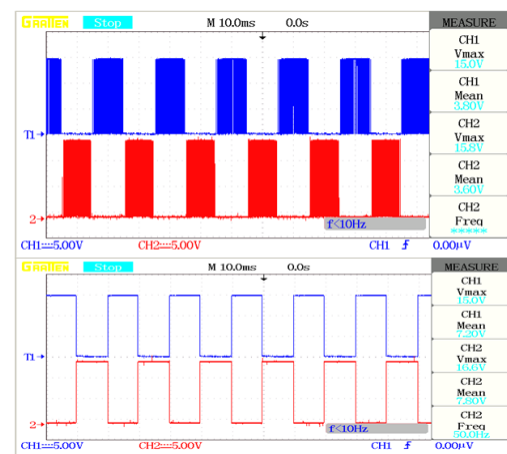 GRATTEN Stop M 10.0ms 0.0s MEASURE
CH1
Vmax
15.0V
CH1
Mean
3.80V
CH2
Vmax
15.8V
CH2
Mean
3.60V
CH2
Freq
*****
T1→
2→
f<10Hz
CH1⎓5.00V CH2⎓5.00V CH1 0.00µV
GRATTEN Stop M 10.0ms 0.0s MEASURE
CH1
Vmax
15.0V
CH1
Mean
7.20V
CH2
Vmax
16.6V
CH2
Mean
7.80V
CH2
Freq
50.0Hz
T1→
2→
f<10Hz
CH1⎓5.00V CH2⎓5.00V CH1 0.00µV